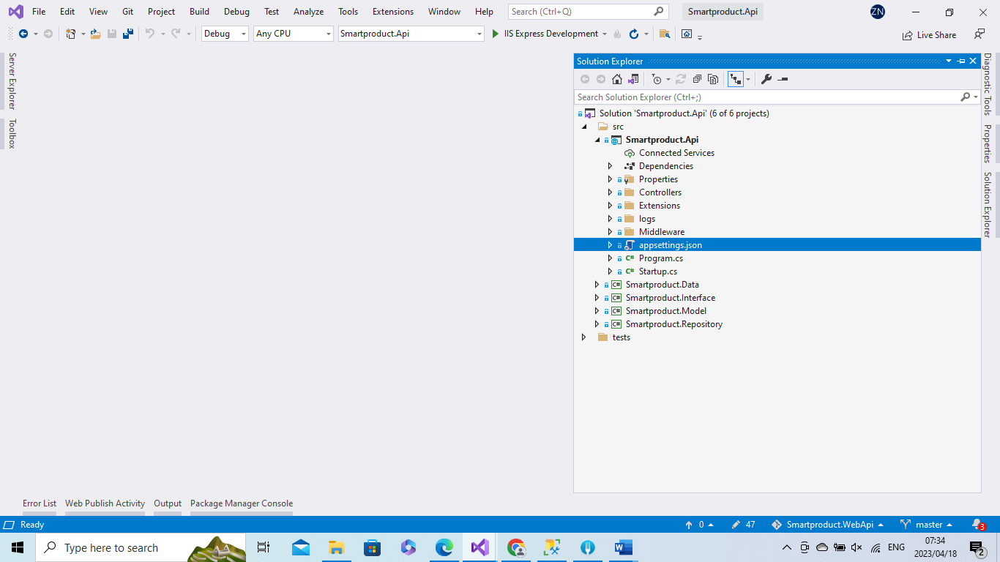 File Edit View Git Project Build Debug Test Analyze Tools Extensions Window Help Search (Ctrl+Q) Smartproduct.Api ZN
Debug Any CPU Smartproduct.Api IIS Express Development Live Share
Server Explorer
Toolbox
Solution Explorer
Search Solution Explorer (Ctrl+;)
Solution 'Smartproduct.Api' (6 of 6 projects)
src
Smartproduct.Api
Connected Services
Dependencies
Properties
Controllers
Extensions
logs
Middleware
appsettings.json
C# Program.cs
C# Startup.cs
C# Smartproduct.Data
C# Smartproduct.Interface
C# Smartproduct.Model
C# Smartproduct.Repository
tests
Diagnostic Tools
Properties
Solution Explorer
Error List Web Publish Activity Output Package Manager Console
Ready 0 47 Smartproduct.WebApi master 3
Type here to search ENG 07:34
2023/04/18 2